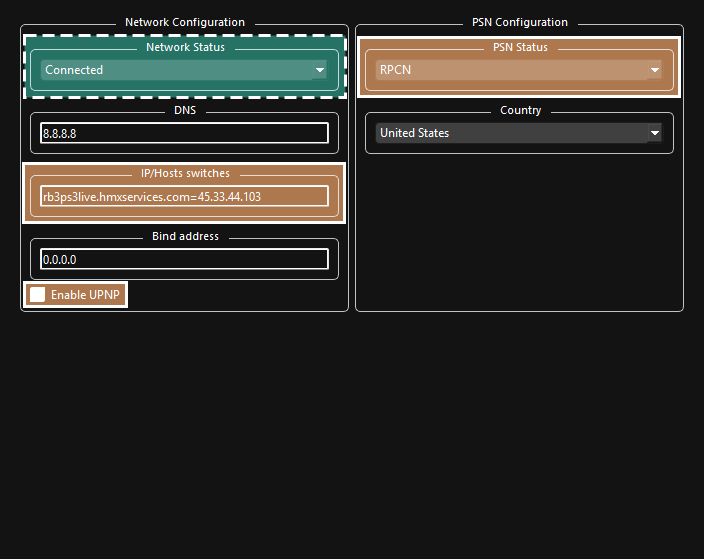 Network Configuration
Network Status
Connected
DNS
8.8.8.8
IP/Hosts switches
rb3ps3live.hmxservices.com=45.33.44.103
Bind address
0.0.0.0
Enable UPNP
PSN Configuration
PSN Status
RPCN
Country
United States